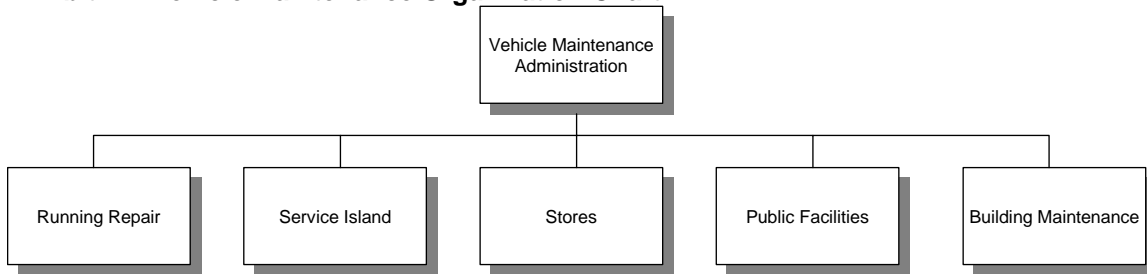 Vehicle Maintenance
Administration
Running Repair
Service Island
Stores
Public Facilities
Building Maintenance